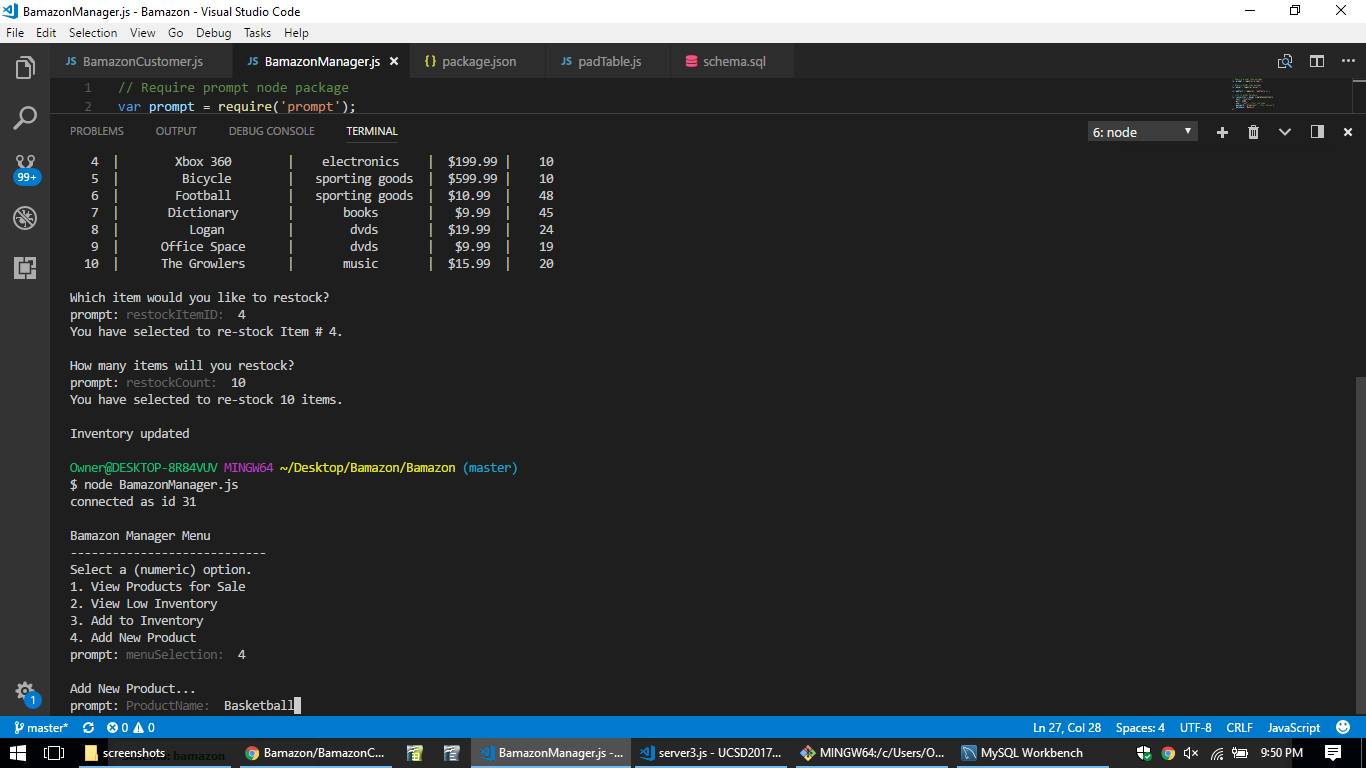 BamazonManager.js - Bamazon - Visual Studio Code
File Edit Selection View Go Debug Tasks Help
JS BamazonCustomer.js JS BamazonManager.js {} package.json JS padTable.js schema.sql
1 // Require prompt node package
2 var prompt = require('prompt');
PROBLEMS OUTPUT DEBUG CONSOLE TERMINAL 6: node
4 | Xbox 360 | electronics | $199.99 | 10
5 | Bicycle | sporting goods | $599.99 | 10
6 | Football | sporting goods | $10.99 | 48
7 | Dictionary | books | $9.99 | 45
8 | Logan | dvds | $19.99 | 24
9 | Office Space | dvds | $9.99 | 19
10 | The Growlers | music | $15.99 | 20
Which item would you like to restock?
prompt: restockItemID: 4
You have selected to re-stock Item # 4.
How many items will you restock?
prompt: restockCount: 10
You have selected to re-stock 10 items.
Inventory updated
Owner@DESKTOP-8R84VUV MINGW64 ~/Desktop/Bamazon/Bamazon (master)
$ node BamazonManager.js
connected as id 31
Bamazon Manager Menu
----------------------------
Select a (numeric) option.
1. View Products for Sale
2. View Low Inventory
3. Add to Inventory
4. Add New Product
prompt: menuSelection: 4
Add New Product...
prompt: ProductName: Basketball
99+
1
master* 0 0 Ln 27, Col 28 Spaces: 4 UTF-8 CRLF JavaScript
screenshots Bamazon/BamazonC... BamazonManager.js -... server3.js - UCSD2017... MINGW64:/c/Users/O... MySQL Workbench 9:50 PM